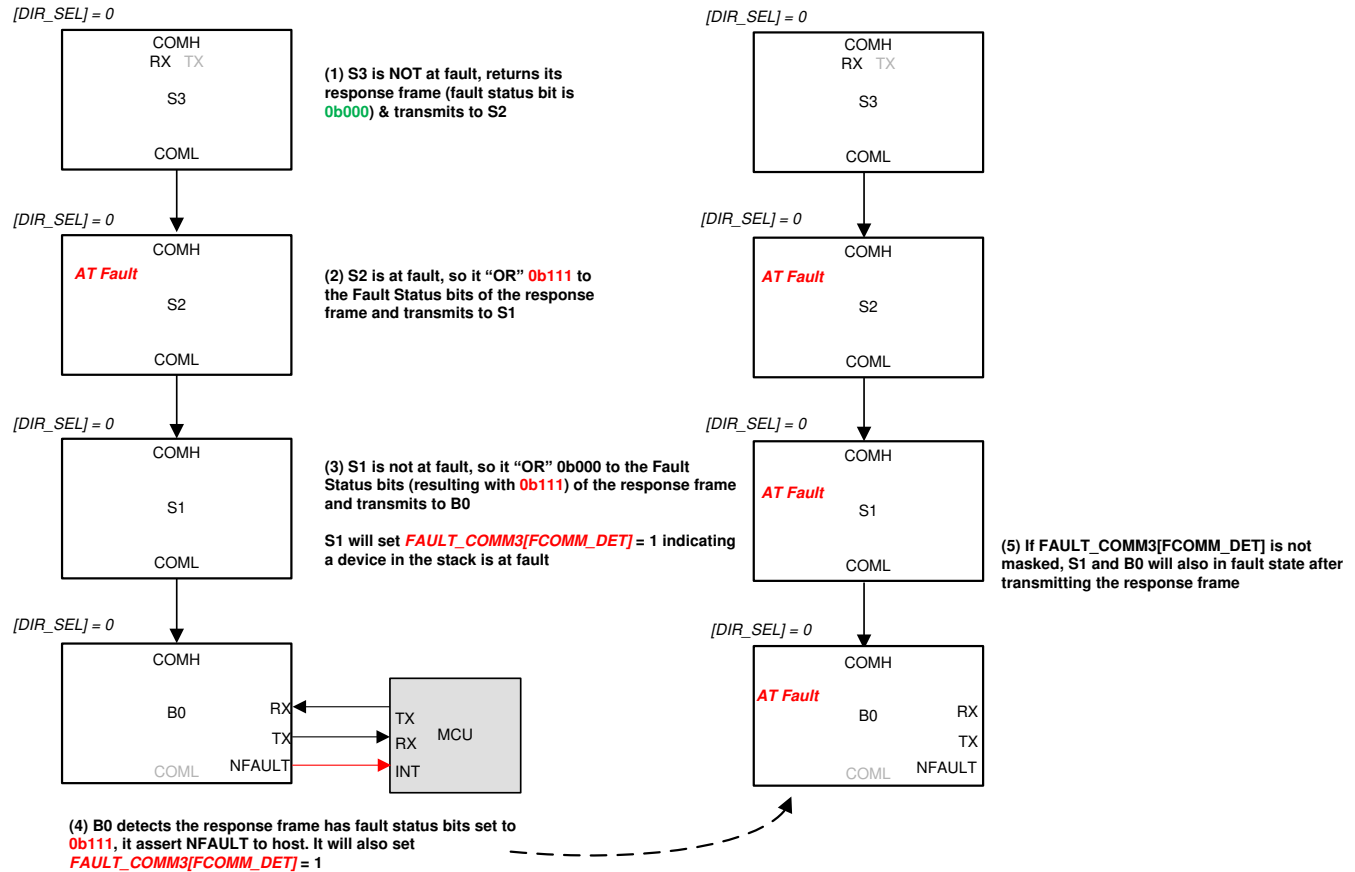 [DIR_SEL] = 0
COMH
RX TX
S3
COML
(1) S3 is NOT at fault, returns its
response frame (fault status bit is
0b000) & transmits to S2
[DIR_SEL] = 0
COMH
AT Fault
S2
COML
(2) S2 is at fault, so it “OR” 0b111 to
the Fault Status bits of the response
frame and transmits to S1
[DIR_SEL] = 0
COMH
S1
COML
(3) S1 is not at fault, so it “OR” 0b000 to the Fault
Status bits (resulting with 0b111) of the response frame
and transmits to B0
S1 will set FAULT_COMM3[FCOMM_DET] = 1 indicating
a device in the stack is at fault
[DIR_SEL] = 0
COMH
B0
RX
TX
NFAULT
COML
TX
RX
INT
MCU
(4) B0 detects the response frame has fault status bits set to
0b111, it assert NFAULT to host. It will also set
FAULT_COMM3[FCOMM_DET] = 1
[DIR_SEL] = 0
COMH
RX TX
S3
COML
[DIR_SEL] = 0
COMH
AT Fault
S2
COML
[DIR_SEL] = 0
COMH
AT Fault
S1
COML
(5) If FAULT_COMM3[FCOMM_DET] is not
masked, S1 and B0 will also in fault state after
transmitting the response frame
[DIR_SEL] = 0
COMH
AT Fault
B0
RX
TX
NFAULT
COML